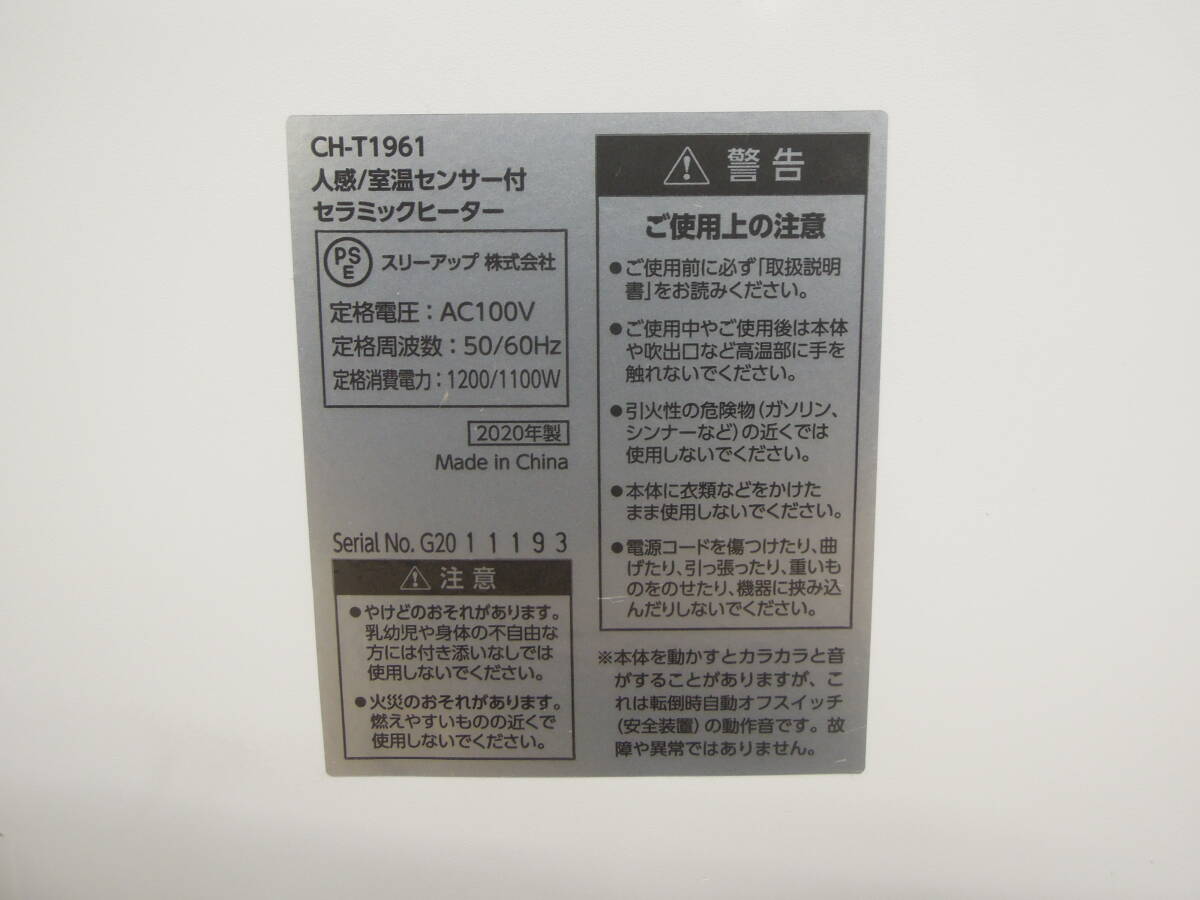 CH-T1961
人感/室温センサー付
セラミックヒーター
PSE スリーアップ 株式会社
定格電圧：AC100V
定格周波数：50/60Hz
定格消費電力：1200/1100W
2020年製
Made in China
Serial No. G20 1 1 1 9 3
⚠ 注意
●やけどのおそれがあります。
乳幼児や身体の不自由な
方には付き添いなしでは
使用しないでください。
●火災のおそれがあります。
燃えやすいものの近くで
使用しないでください。
⚠ 警告
ご使用上の注意
●ご使用前に必ず「取扱説明
書」をお読みください。
●ご使用中やご使用後は本体
や吹出口など高温部に手を
触れないでください。
●引火性の危険物（ガソリン、
シンナーなど）の近くでは
使用しないでください。
●本体に衣類などをかけた
まま使用しないでください。
●電源コードを傷つけたり、曲
げたり、引っ張ったり、重いも
のをのせたり、機器に挟み込
んだりしないでください。
※本体を動かすとカラカラと音
がすることがありますが、こ
れは転倒時自動オフスイッチ
（安全装置）の動作音です。故
障や異常ではありません。